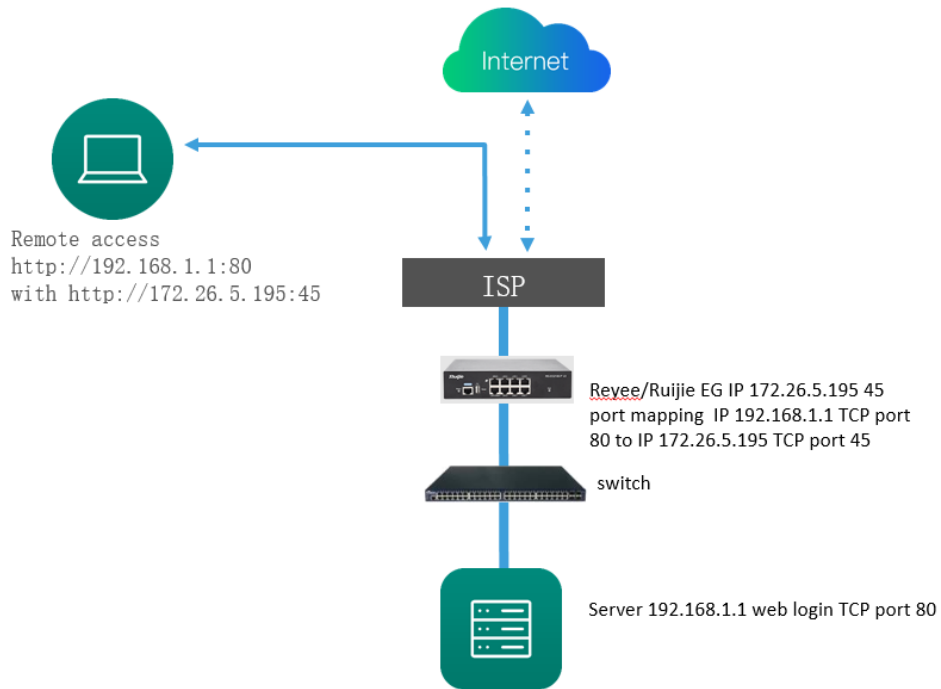 Internet
Remote access
http://192.168.1.1:80
with http://172.26.5.195:45
ISP
Reyee/Ruijie EG IP 172.26.5.195 45
port mapping  IP 192.168.1.1 TCP port
80 to IP 172.26.5.195 TCP port 45
switch
Server 192.168.1.1 web login TCP port 80